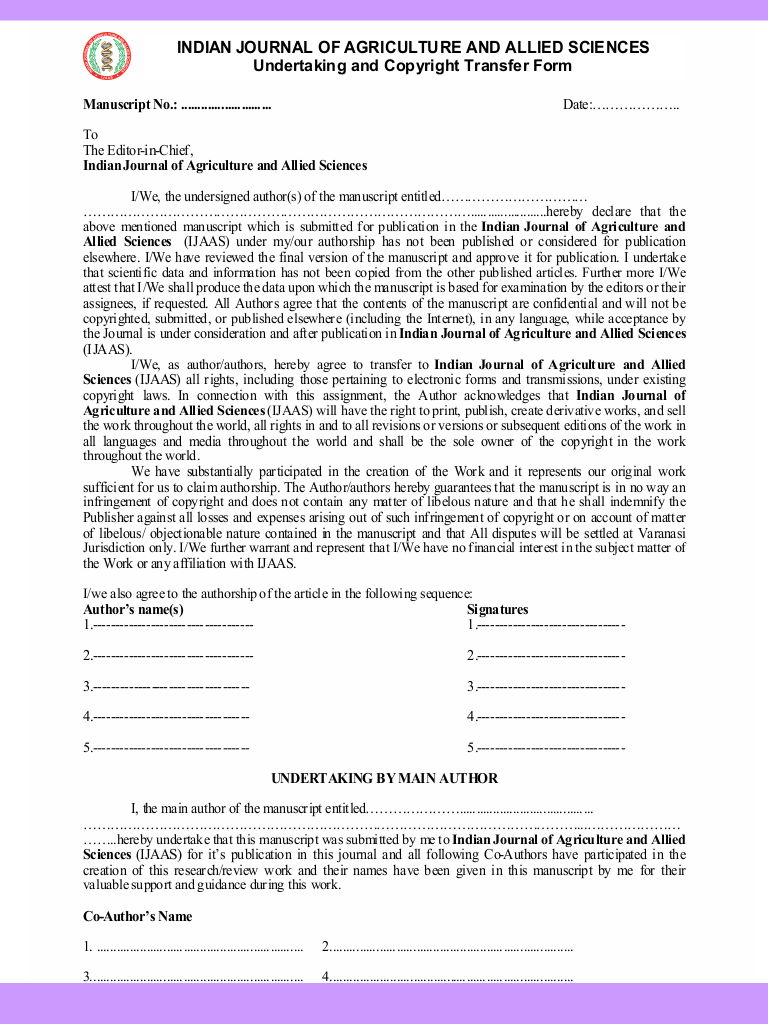 INDIAN JOURNAL OF AGRICULTURE AND ALLIED SCIENCES
Undertaking and Copyright Transfer Form
Manuscript No.: ........................... Date:………………..
To
The Editor-in-Chief,
Indian Journal of Agriculture and Allied Sciences
I/We, the undersigned author(s) of the manuscript entitled……………………………
………………………………………………………………………………......................hereby declare that the
above mentioned manuscript which is submitted for publication in the Indian Journal of Agriculture and
Allied Sciences (IJAAS) under my/our authorship has not been published or considered for publication
elsewhere. I/We have reviewed the final version of the manuscript and approve it for publication. I undertake
that scientific data and information has not been copied from the other published articles. Further more I/We
attest that I/We shall produce the data upon which the manuscript is based for examination by the editors or their
assignees, if requested. All Authors agree that the contents of the manuscript are confidential and will not be
copyrighted, submitted, or published elsewhere (including the Internet), in any language, while acceptance by
the Journal is under consideration and after publication in Indian Journal of Agriculture and Allied Sciences
(IJAAS).
I/We, as author/authors, hereby agree to transfer to Indian Journal of Agriculture and Allied
Sciences (IJAAS) all rights, including those pertaining to electronic forms and transmissions, under existing
copyright laws. In connection with this assignment, the Author acknowledges that Indian Journal of
Agriculture and Allied Sciences (IJAAS) will have the right to print, publish, create derivative works, and sell
the work throughout the world, all rights in and to all revisions or versions or subsequent editions of the work in
all languages and media throughout the world and shall be the sole owner of the copyright in the work
throughout the world.
We have substantially participated in the creation of the Work and it represents our original work
sufficient for us to claim authorship. The Author/authors hereby guarantees that the manuscript is in no way an
infringement of copyright and does not contain any matter of libelous nature and that he shall indemnify the
Publisher against all losses and expenses arising out of such infringement of copyright or on account of matter
of libelous/ objectionable nature contained in the manuscript and that All disputes will be settled at Varanasi
Jurisdiction only. I/We further warrant and represent that I/We have no financial interest in the subject matter of
the Work or any affiliation with IJAAS.
I/we also agree to the authorship of the article in the following sequence:
Author's name(s) Signatures
1.------------------------------------ 1.---------------------------------
2.------------------------------------ 2.---------------------------------
3.----------------------------------- 3.---------------------------------
4.----------------------------------- 4.---------------------------------
5.----------------------------------- 5.---------------------------------
UNDERTAKING BY MAIN AUTHOR
I, the main author of the manuscript entitled…………………........................................
……………………………………………………………………………………………………...………………
……..hereby undertake that this manuscript was submitted by me to Indian Journal of Agriculture and Allied
Sciences (IJAAS) for it's publication in this journal and all following Co-Authors have participated in the
creation of this research/review work and their names have been given in this manuscript by me for their
valuable support and guidance during this work.
Co-Author's Name
1. .............................................................. 2.........................................................................
3............................................................... 4.........................................................................